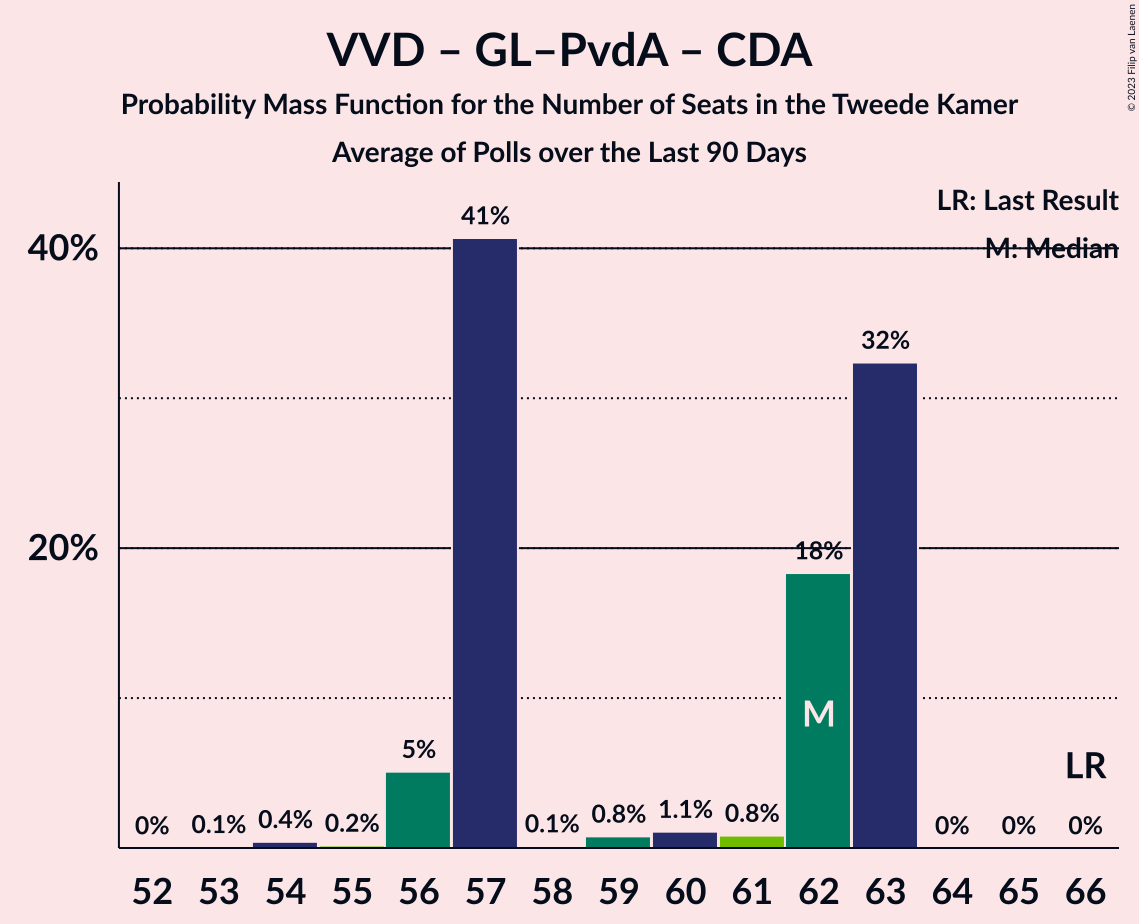 VVD – GL–PvdA – CDA
Probability Mass Function for the Number of Seats in the Tweede Kamer
Average of Polls over the Last 90 Days
© 2023 Filip van Laenen
LR: Last Result
M: Median
40%
20%
0%
0.1%
0.4%
0.2%
5%
41%
0.1%
0.8%
1.1%
0.8%
18%
32%
0%
0%
0%
M
LR
52 53 54 55 56 57 58 59 60 61 62 63 64 65 66